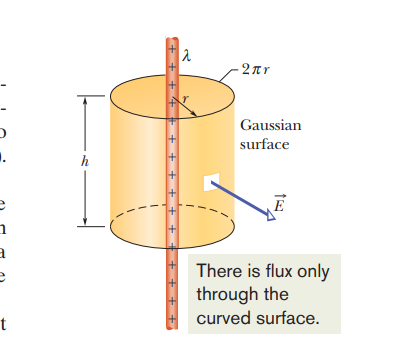 λ
2πr
r
Gaussian
surface
h
E
There is flux only
through the
curved surface.